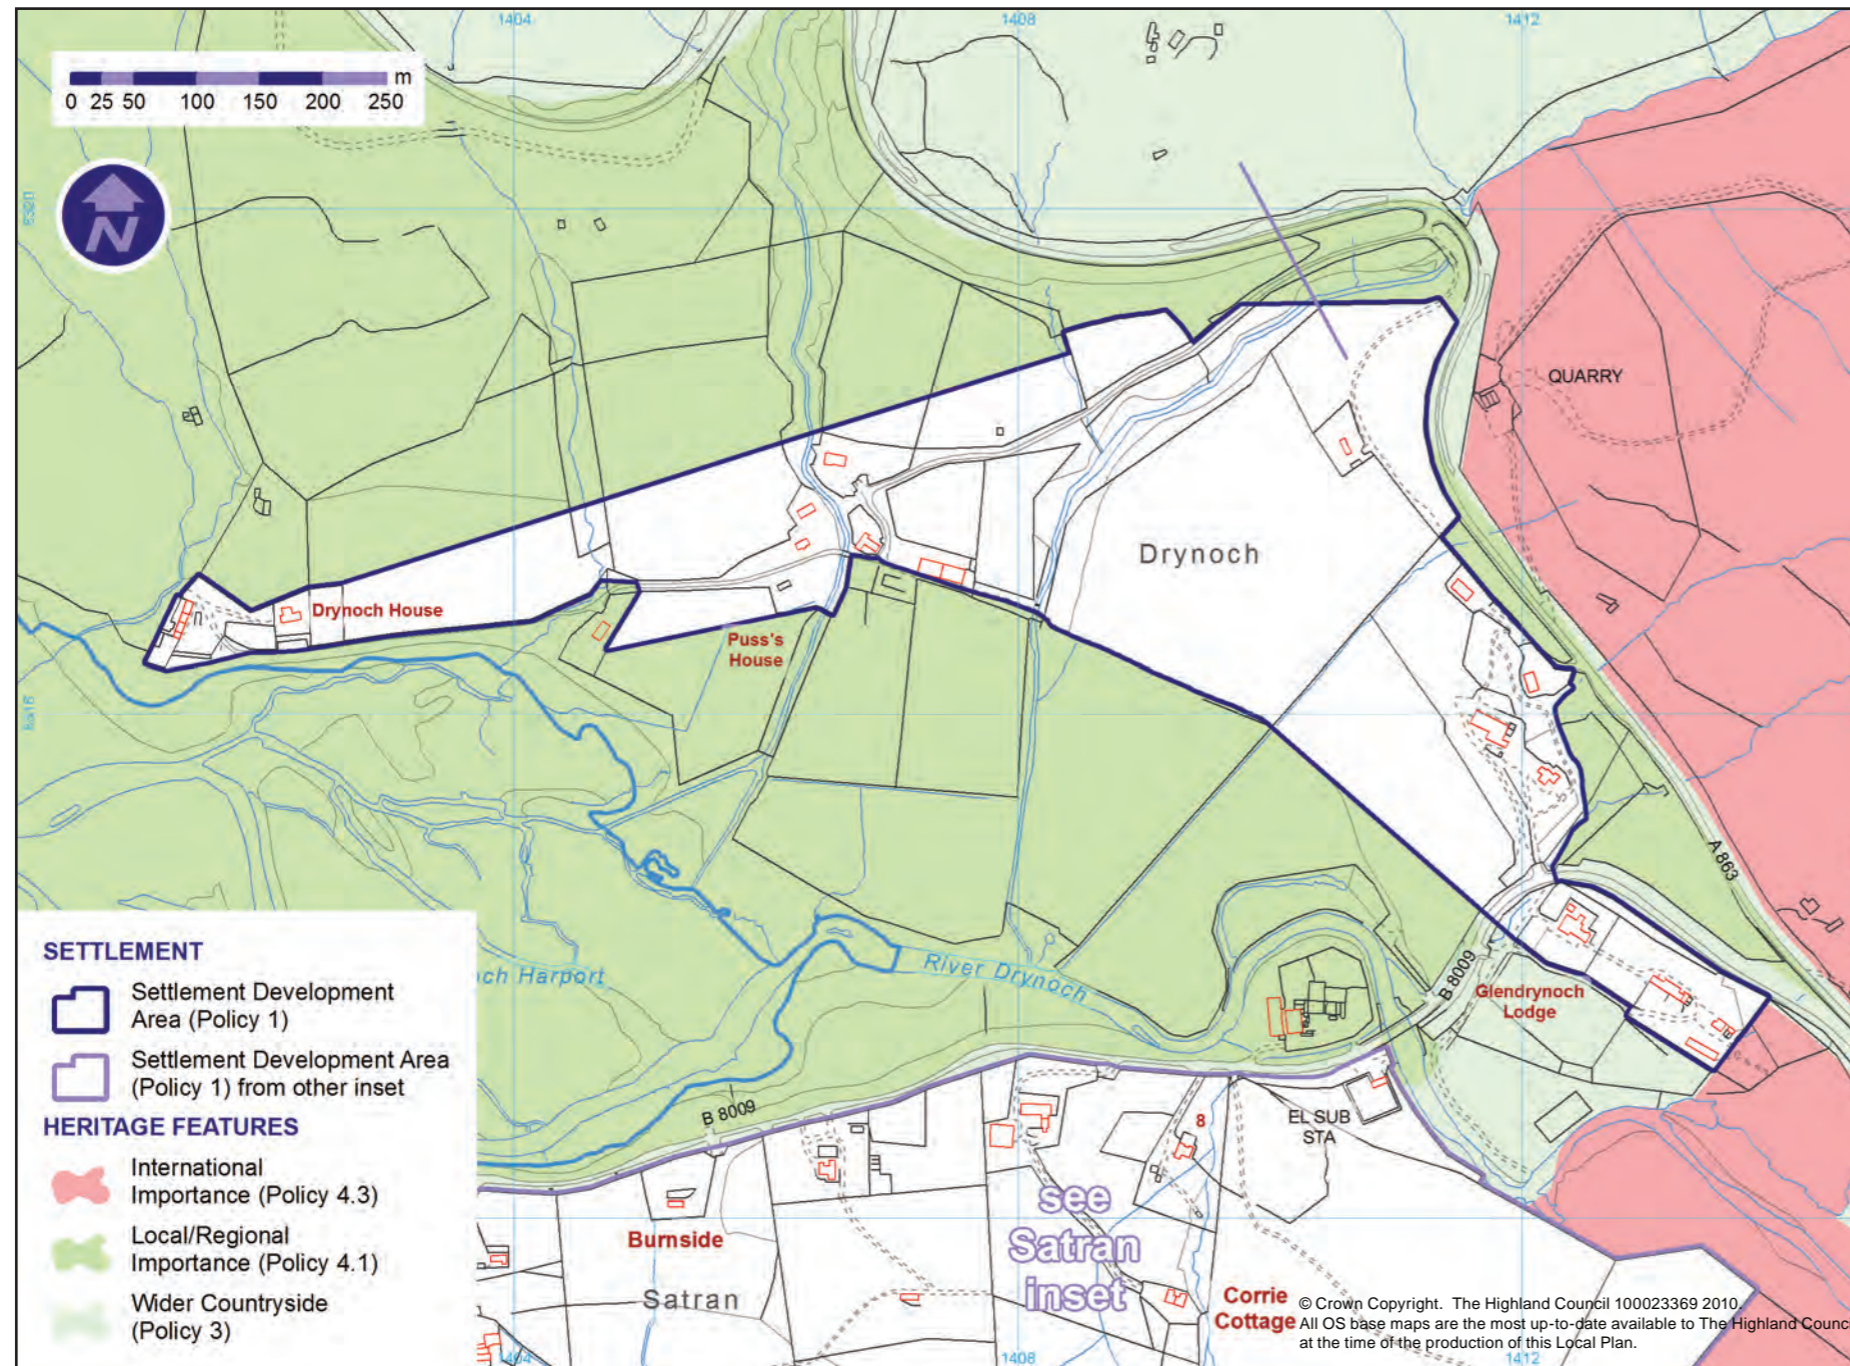 1404
1408
1412
m
0 25 50 100 150 200 250
N
6320
QUARRY
Drynoch
Drynoch House
Puss's
House
6316
A 863
River Drynoch
B 8009
Glendrynoch
Lodge
och Harport
B 8009
8
EL SUB
STA
see
Satran
inset
Burnside
Satran
Corrie
Cottage
SETTLEMENT
Settlement Development
Area (Policy 1)
Settlement Development Area
(Policy 1) from other inset
HERITAGE FEATURES
International
Importance (Policy 4.3)
Local/Regional
Importance (Policy 4.1)
Wider Countryside
(Policy 3)
© Crown Copyright. The Highland Council 100023369 2010.
All OS base maps are the most up-to-date available to The Highland Counc
at the time of the production of this Local Plan.
1404
1408
1412